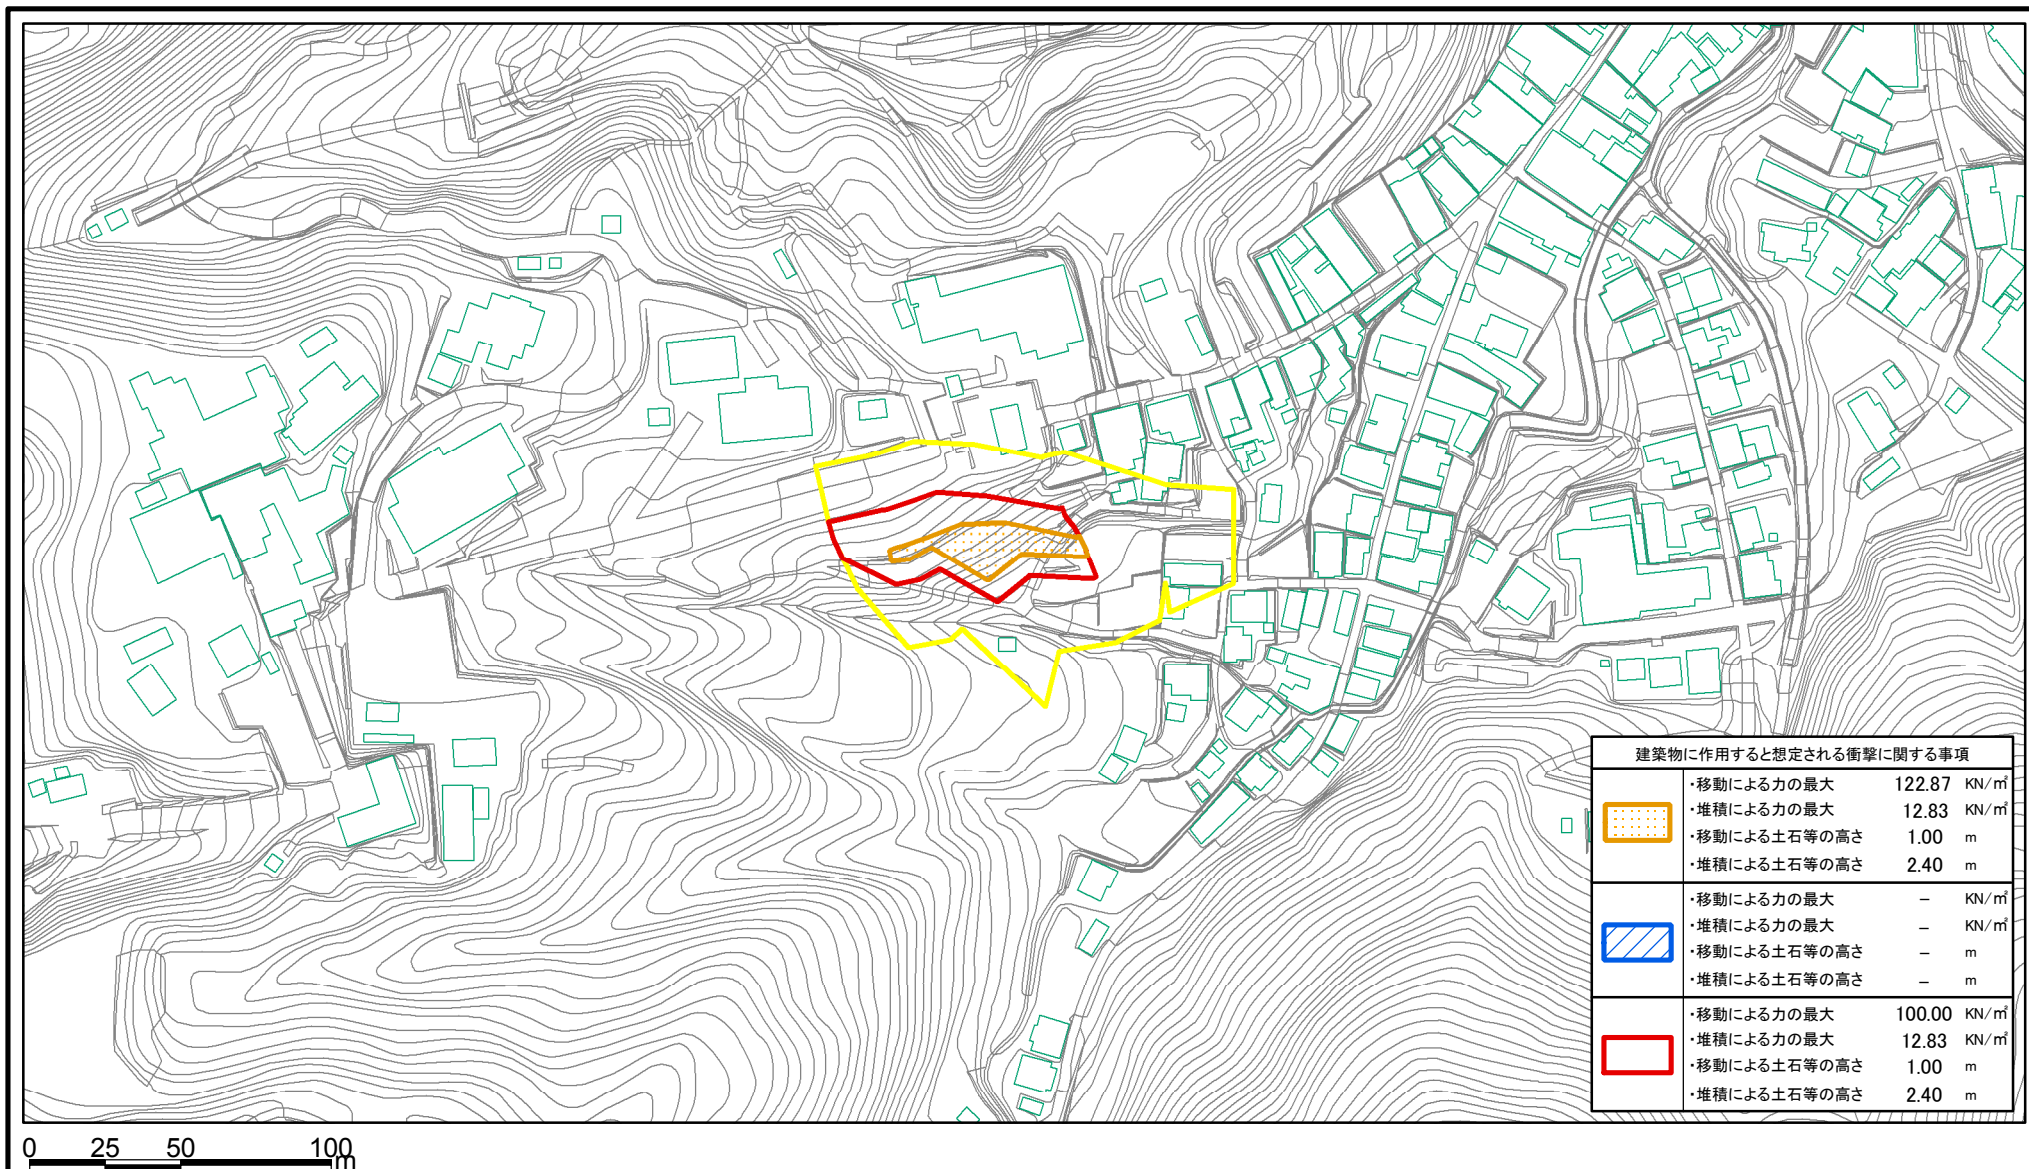 建築物に作用すると想定される衝撃に関する事項
・移動による力の最大 122.87 KN/㎡
・堆積による力の最大 12.83 KN/㎡
・移動による土石等の高さ 1.00 m
・堆積による土石等の高さ 2.40 m
・移動による力の最大 − KN/㎡
・堆積による力の最大 − KN/㎡
・移動による土石等の高さ − m
・堆積による土石等の高さ − m
・移動による力の最大 100.00 KN/㎡
・堆積による力の最大 12.83 KN/㎡
・移動による土石等の高さ 1.00 m
・堆積による土石等の高さ 2.40 m
0 25 50 100
m